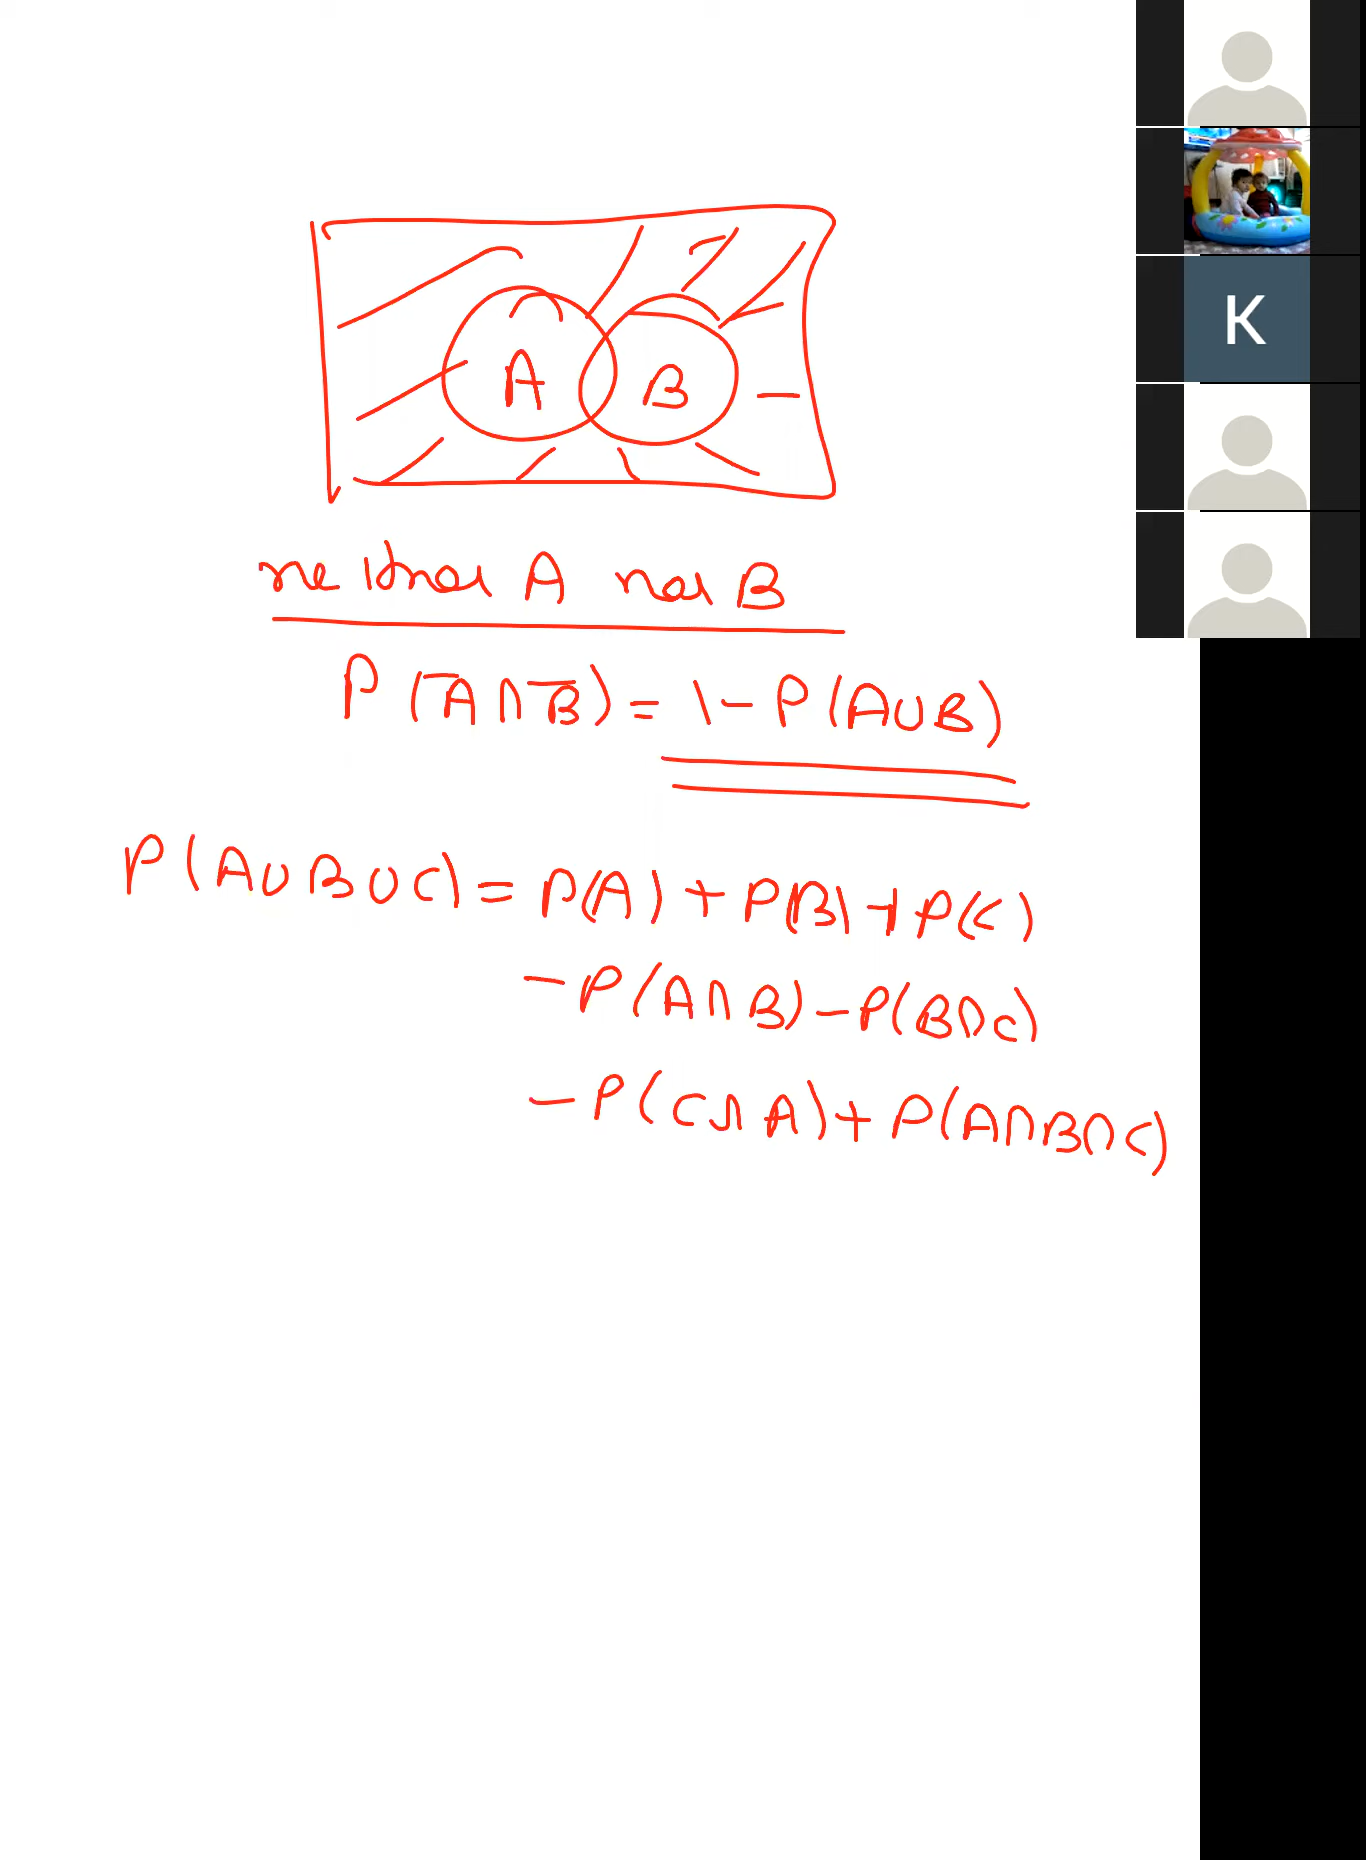 A B
neither A nor B
P(A̅∩B̅) = 1 - P(A∪B)
P(A∪B∪C) = P(A) + P(B) + P(C)
- P(A∩B) - P(B∩C)
- P(C∩A) + P(A∩B∩C)
K